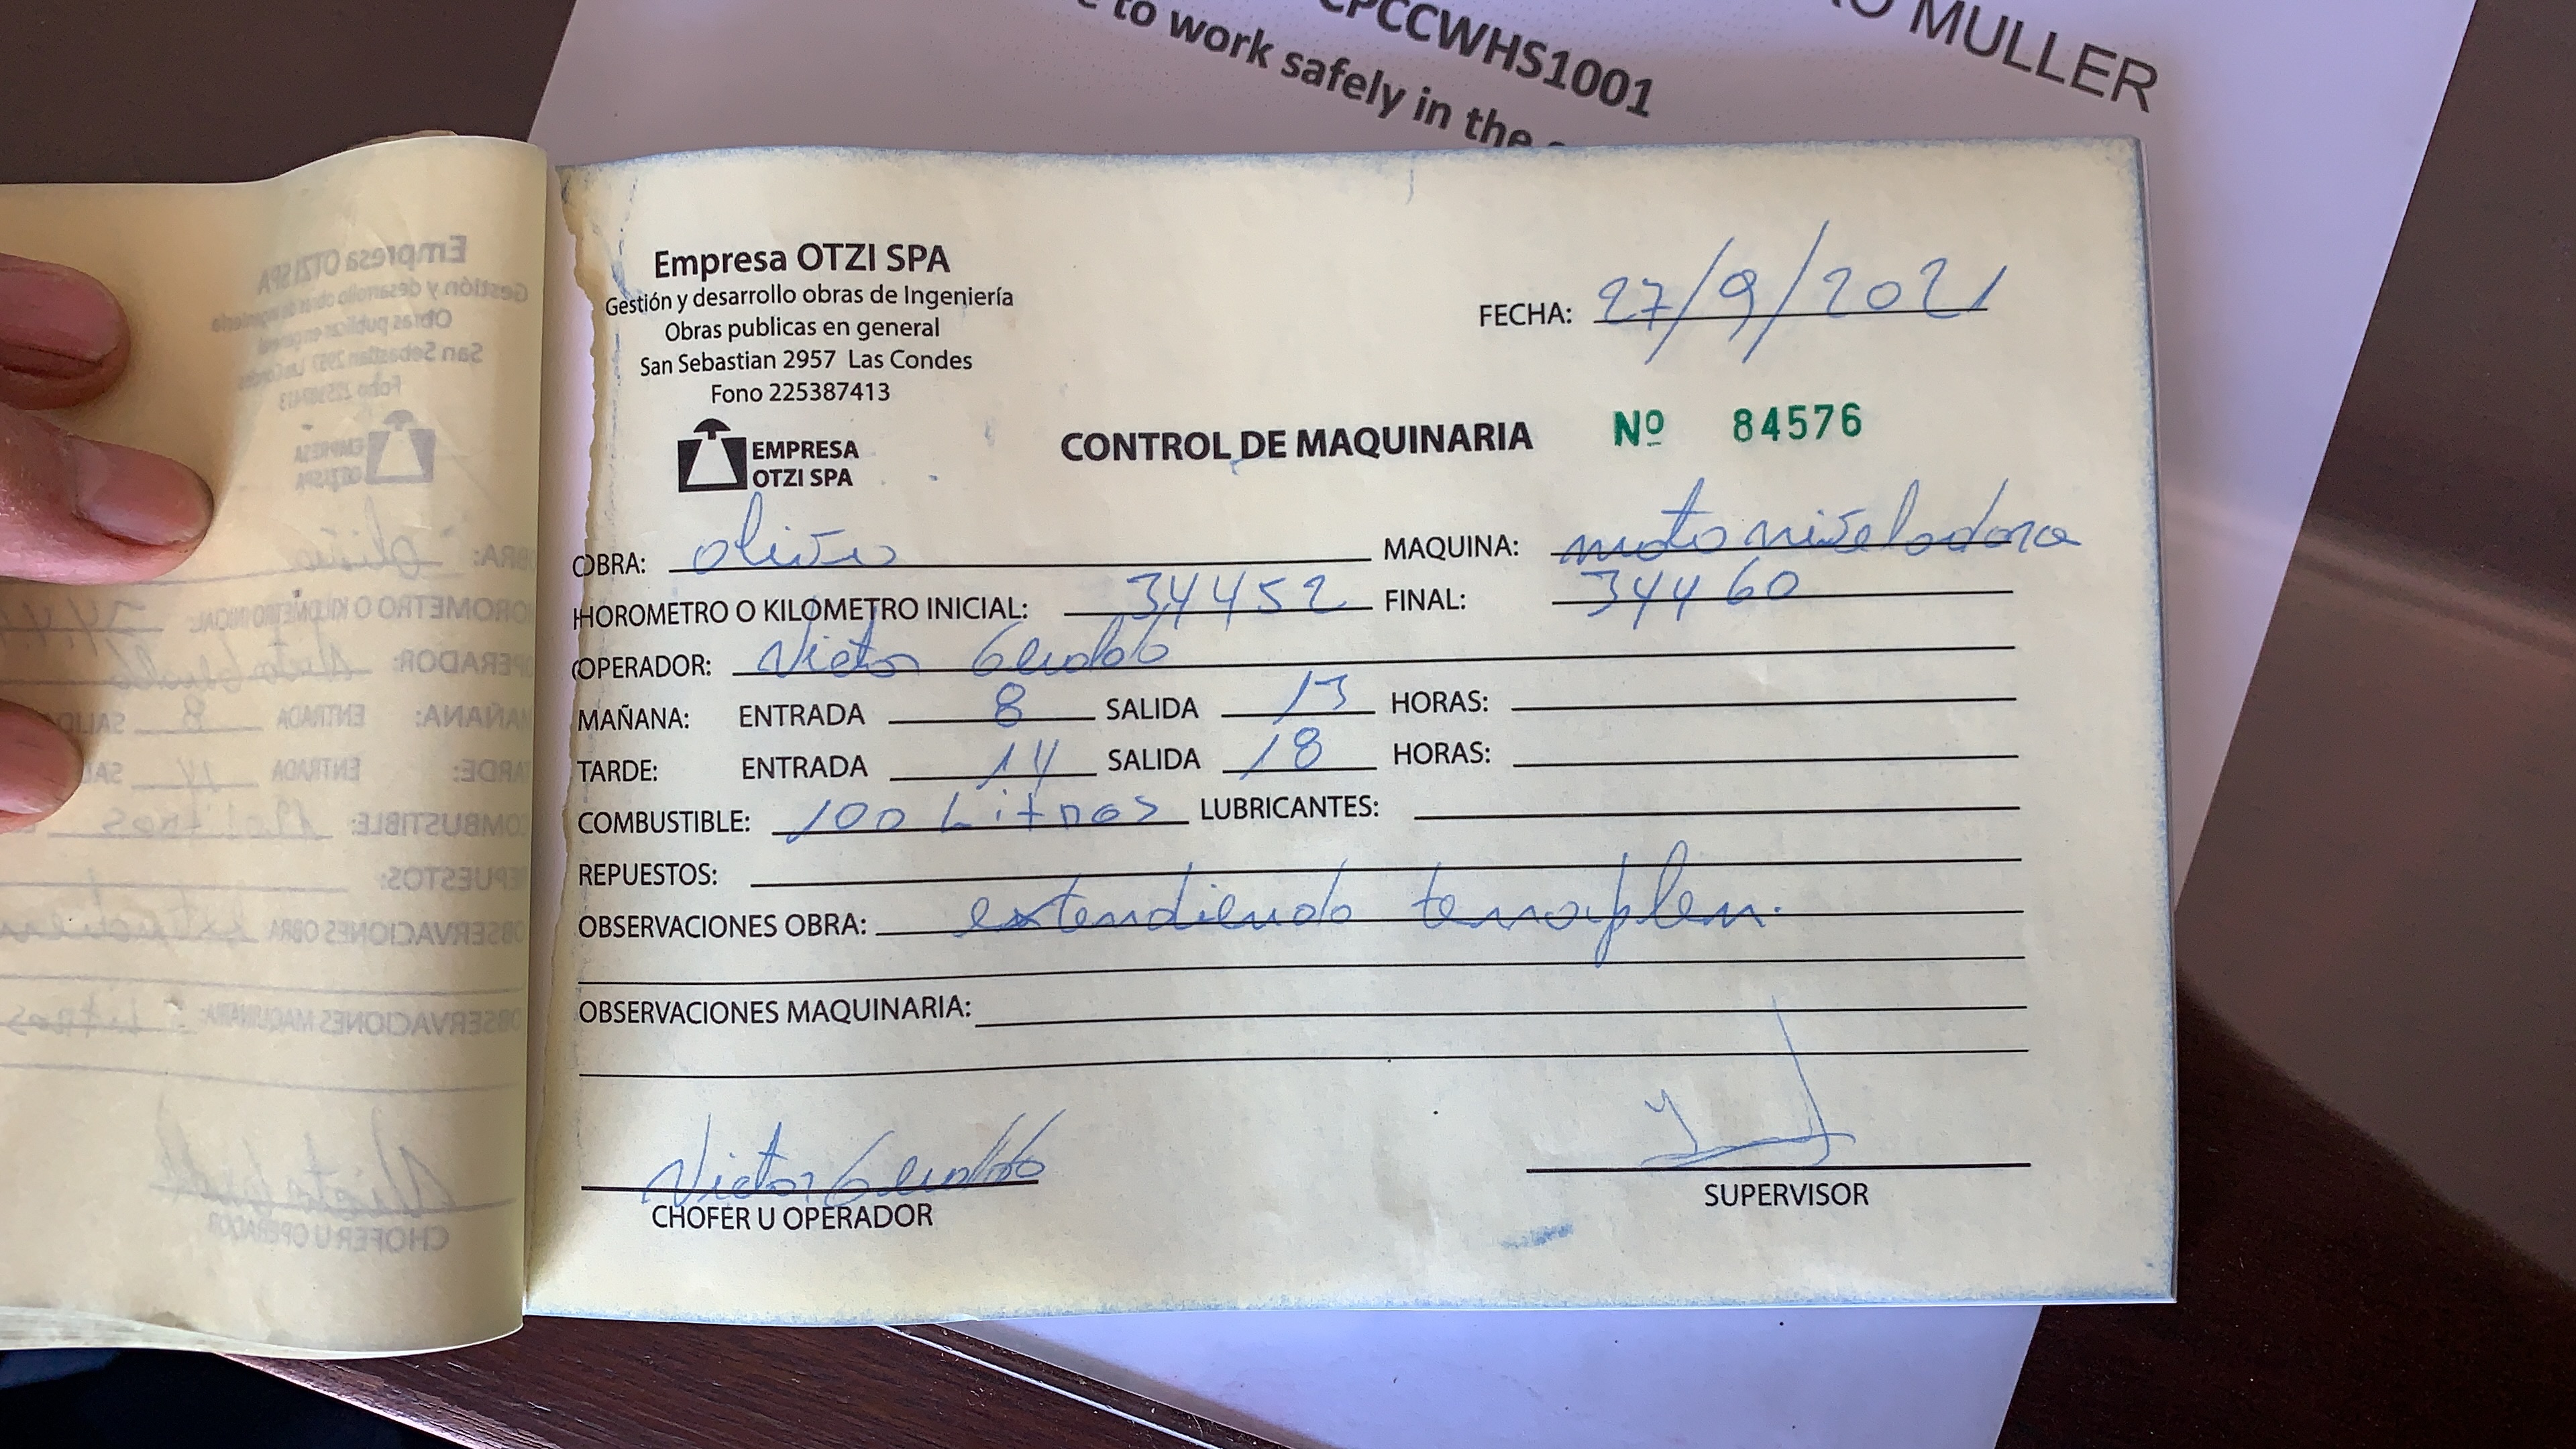 CPCCWHS1001
MULLER
to work safely in the
Empresa OTZI SPA
Gestión y desarrollo obras de Ingeniería
Obras publicas en general
San Sebastian 2957 Las Condes
Fono 225387413
EMPRESA
OTZI SPA
FECHA: 27/9/2021
CONTROL DE MAQUINARIA Nº 84576
OBRA: MAQUINA: motoniveladora
HOROMETRO O KILOMETRO INICIAL: 34452 FINAL: 34460
OPERADOR: Victor
MAÑANA: ENTRADA 8 SALIDA 13 HORAS:
TARDE: ENTRADA 14 SALIDA 18 HORAS:
COMBUSTIBLE: 100 Litros LUBRICANTES:
REPUESTOS:
OBSERVACIONES OBRA: extendiendo terraplen.
OBSERVACIONES MAQUINARIA:
Victor
CHOFER U OPERADOR
SUPERVISOR